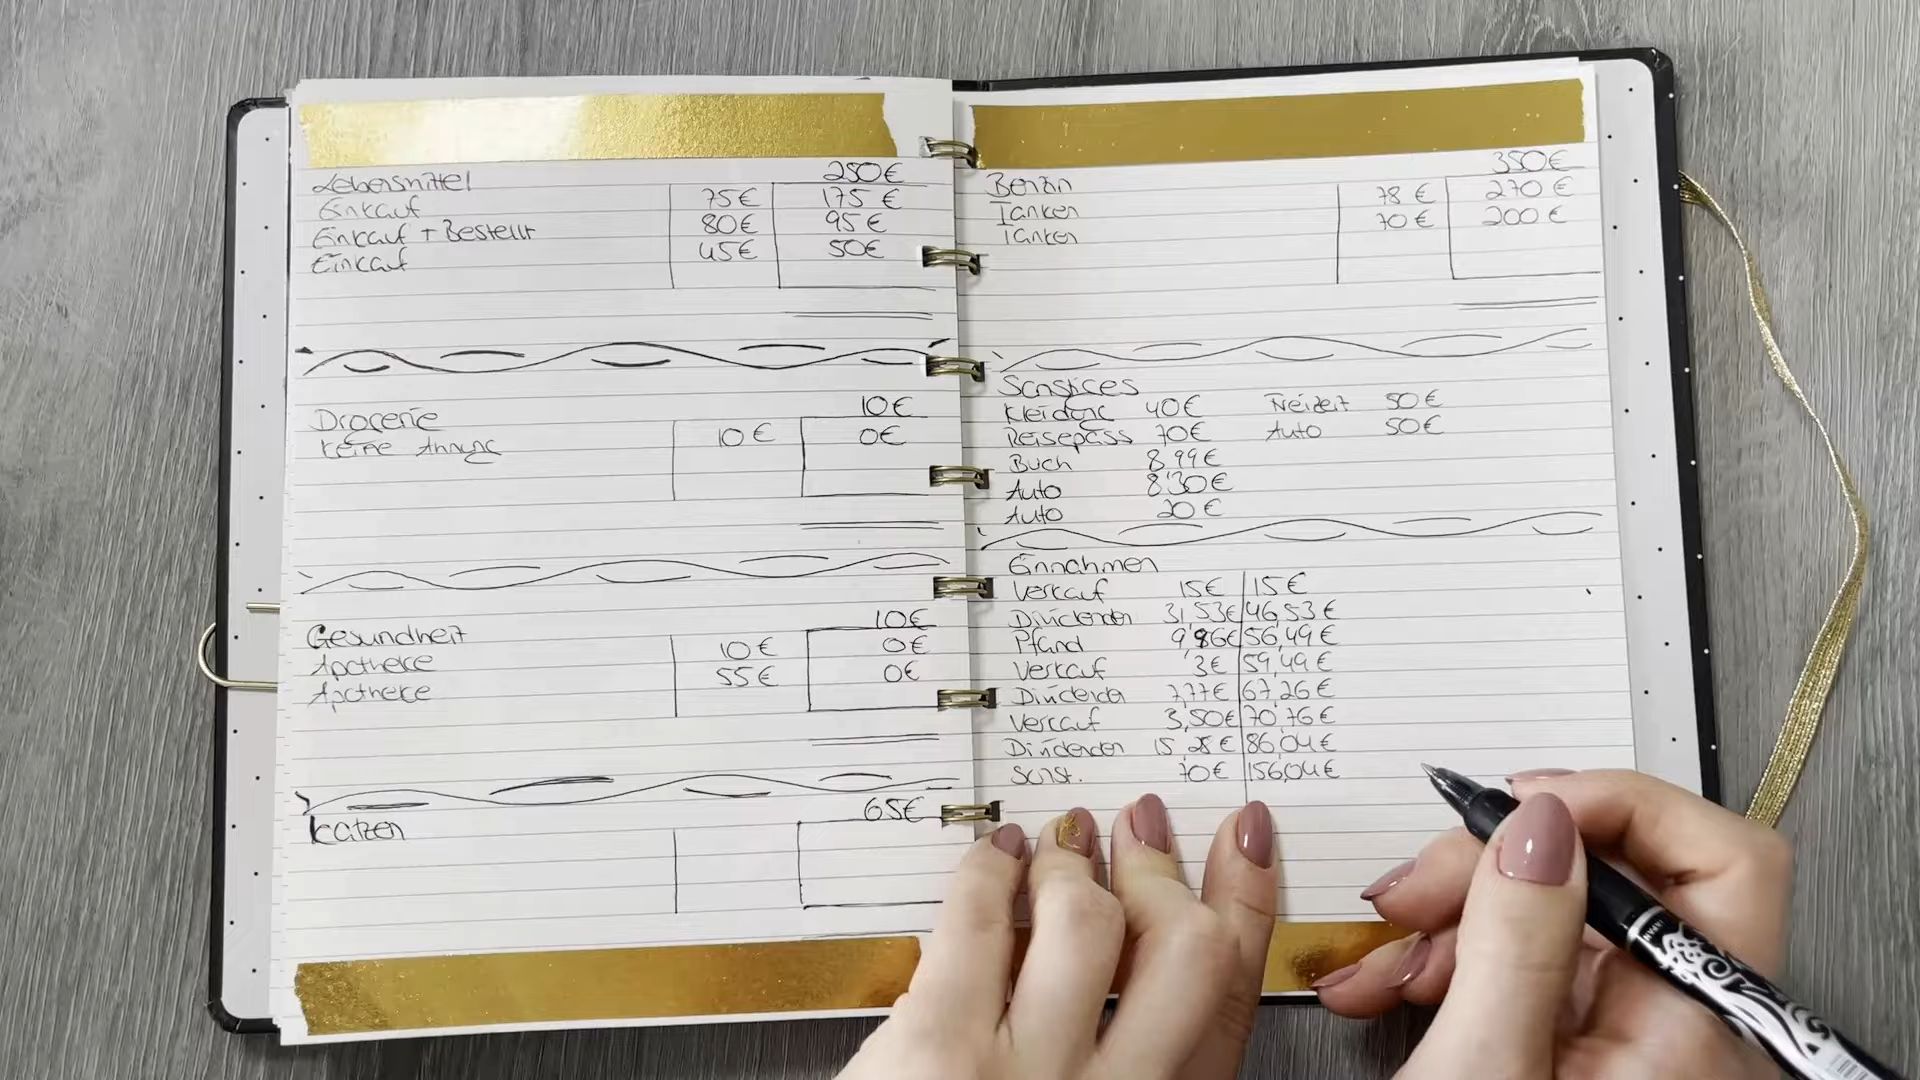 250€
Lebensmittel
Einkauf 75€ 175€
Einkauf + Bestellt 80€ 95€
Einkauf 45€ 50€
10€
Drogerie
keine Ahnung 10€ 0€
10€
Gesundheit
Apotheke 10€ 0€
Apotheke 55€ 0€
65€
Katzen
350€
Benzin
Tanken 78€ 270€
Tanken 70€ 200€
Sonstiges
Kleidung 40€ Freizeit 50€
Reisepass 70€ Auto 50€
Buch 8,99€
Auto 8,30€
Auto 20€
Einnahmen
Verkauf 15€ 15€
Dividenden 31,53€ 46,53€
Pfand 9,96€ 56,49€
Verkauf 3€ 59,49€
Dividenden 7,77€ 67,26€
Verkauf 3,50€ 70,76€
Dividenden 15,28€ 86,04€
Sonst. 70€ 156,04€
JAPAN